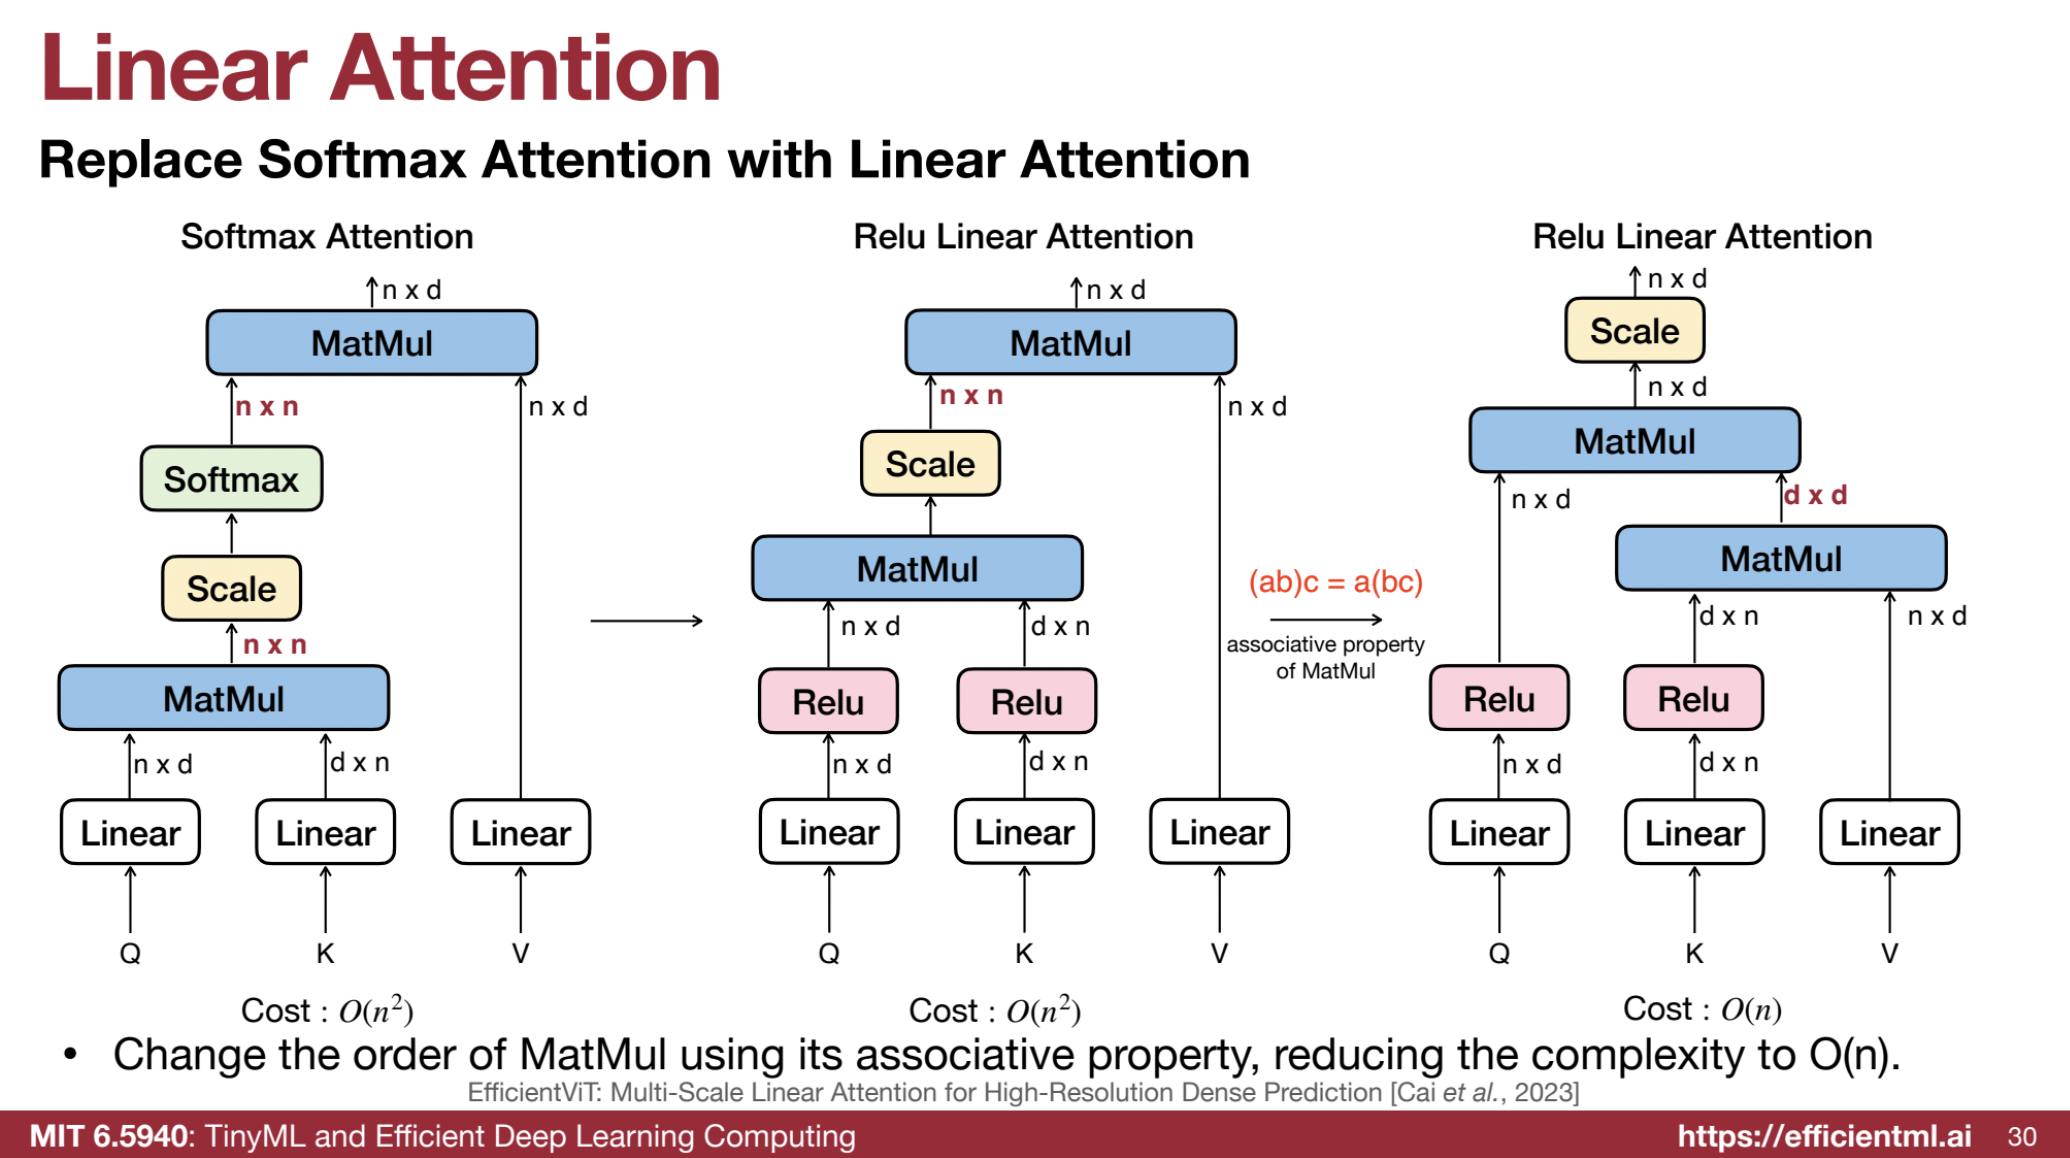 Linear Attention
Replace Softmax Attention with Linear Attention
Softmax Attention
n x d
MatMul
n x n
n x d
Softmax
Scale
n x n
MatMul
n x d
d x n
Linear
Linear
Linear
Q
K
V
Cost : O(n²)
Relu Linear Attention
n x d
MatMul
n x n
n x d
Scale
MatMul
n x d
d x n
Relu
Relu
n x d
d x n
Linear
Linear
Linear
Q
K
V
Cost : O(n²)
(ab)c = a(bc)
associative property
of MatMul
Relu Linear Attention
n x d
Scale
n x d
MatMul
n x d
d x d
MatMul
d x n
n x d
Relu
Relu
n x d
d x n
Linear
Linear
Linear
Q
K
V
Cost : O(n)
• Change the order of MatMul using its associative property, reducing the complexity to O(n).
EfficientViT: Multi-Scale Linear Attention for High-Resolution Dense Prediction [Cai et al., 2023]
MIT 6.5940: TinyML and Efficient Deep Learning Computing
https://efficientml.ai
30